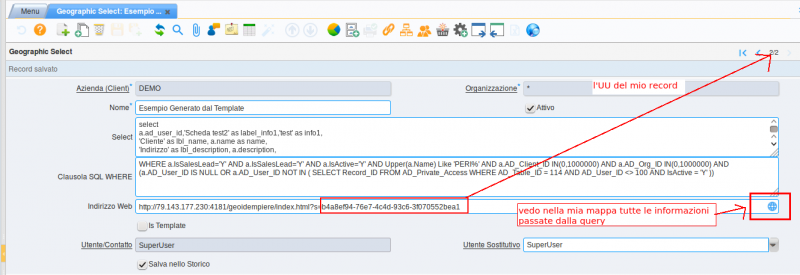 Menu
Geographic Select: Esempio ...
Geographic Select
2/2
Record salvato
Azienda (Client)* DEMO Organizzazione* *
l'UU del mio record
Nome* Esempio Generato dal Template Attivo
select
a.ad_user_id,'Scheda test2' as label_info1,'test' as info1,
Select
'Cliente' as lbl_name, a.name as name,
'Indirizzo' as lbl_description, a.description,
WHERE a.IsSalesLead='Y' AND a.IsSalesLead='Y' AND a.IsActive='Y' AND Upper(a.Name) Like 'PERI%' AND a.AD_Client_ID IN(0,1000000) AND a.AD_Org_ID IN(0,1000000) AND
(a.AD_User_ID IS NULL OR a.AD_User_ID NOT IN ( SELECT Record_ID FROM AD_Private_Access WHERE AD_Table_ID = 114 AND AD_User_ID <> 100 AND IsActive = 'Y' ))
Clausola SQL WHERE
Indirizzo Web http://79.143.177.230:4181/geoidempiere/index.html?s=b4a8ef94-76e7-4c4d-93c6-3f070552bea1
vedo nella mia mappa tutte le informazioni
passate dalla query
Is Template
Utente/Contatto SuperUser Utente Sostitutivo SuperUser
Salva nello Storico